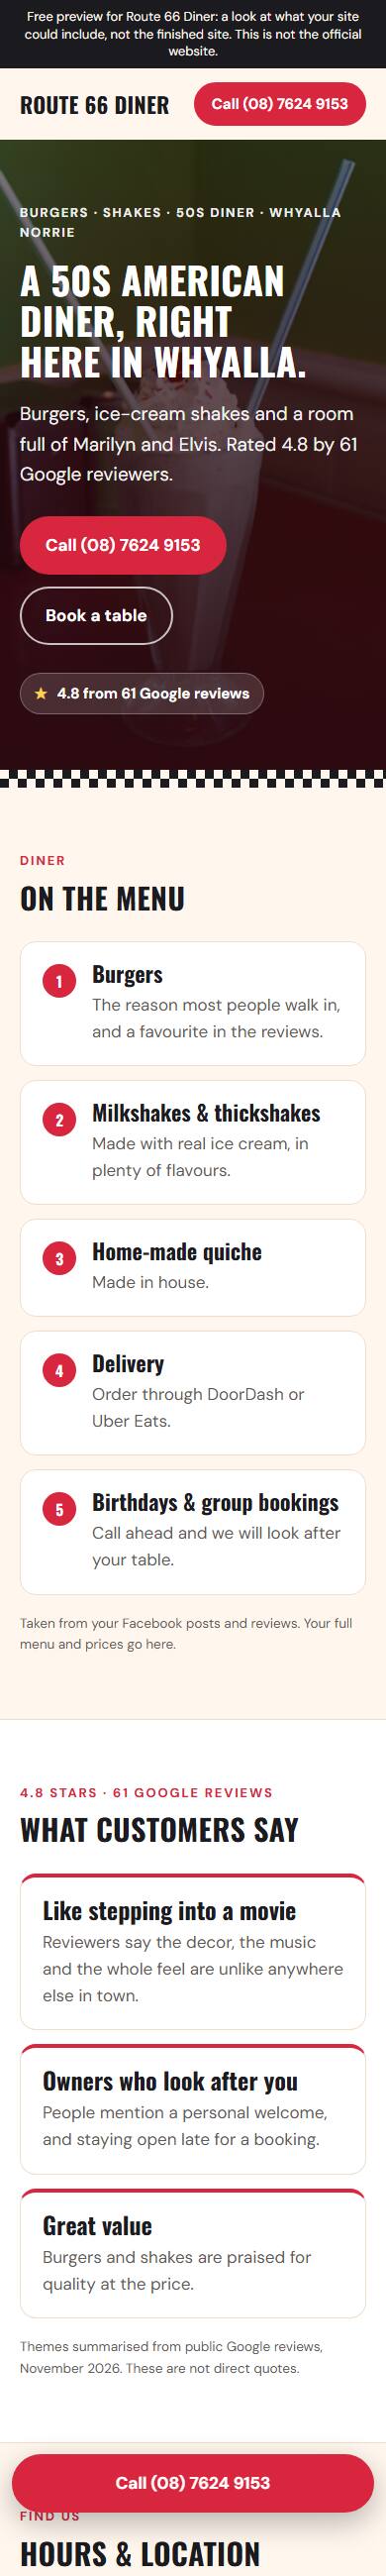 Free preview for Route 66 Diner: a look at what your site
could include, not the finished site. This is not the official
website.
ROUTE 66 DINER
Call (08) 7624 9153
BURGERS · SHAKES · 50S DINER · WHYALLA
NORRIE
A 50S AMERICAN
DINER, RIGHT
HERE IN WHYALLA.
Burgers, ice-cream shakes and a room
full of Marilyn and Elvis. Rated 4.8 by 61
Google reviewers.
Call (08) 7624 9153
Book a table
★ 4.8 from 61 Google reviews
DINER
ON THE MENU
1 Burgers
The reason most people walk in,
and a favourite in the reviews.
2 Milkshakes & thickshakes
Made with real ice cream, in
plenty of flavours.
3 Home-made quiche
Made in house.
4 Delivery
Order through DoorDash or
Uber Eats.
5 Birthdays & group bookings
Call ahead and we will look after
your table.
Taken from your Facebook posts and reviews. Your full
menu and prices go here.
4.8 STARS · 61 GOOGLE REVIEWS
WHAT CUSTOMERS SAY
Like stepping into a movie
Reviewers say the decor, the music
and the whole feel are unlike anywhere
else in town.
Owners who look after you
People mention a personal welcome,
and staying open late for a booking.
Great value
Burgers and shakes are praised for
quality at the price.
Themes summarised from public Google reviews,
November 2026. These are not direct quotes.
Call (08) 7624 9153
FIND US
HOURS & LOCATION